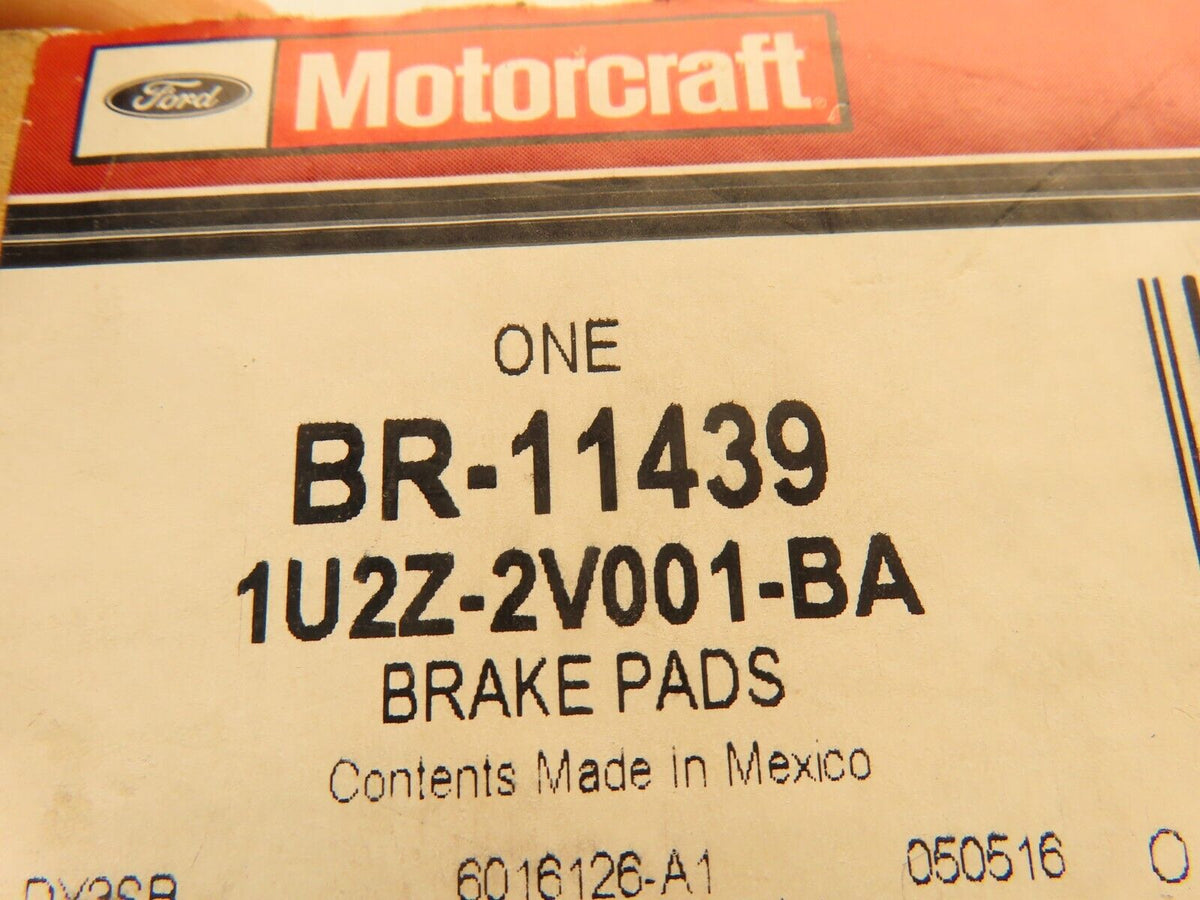 Ford Motorcraft
ONE
BR-11439
1U2Z-2V001-BA
BRAKE PADS
Contents Made in Mexico
6016126-A1 050516 O